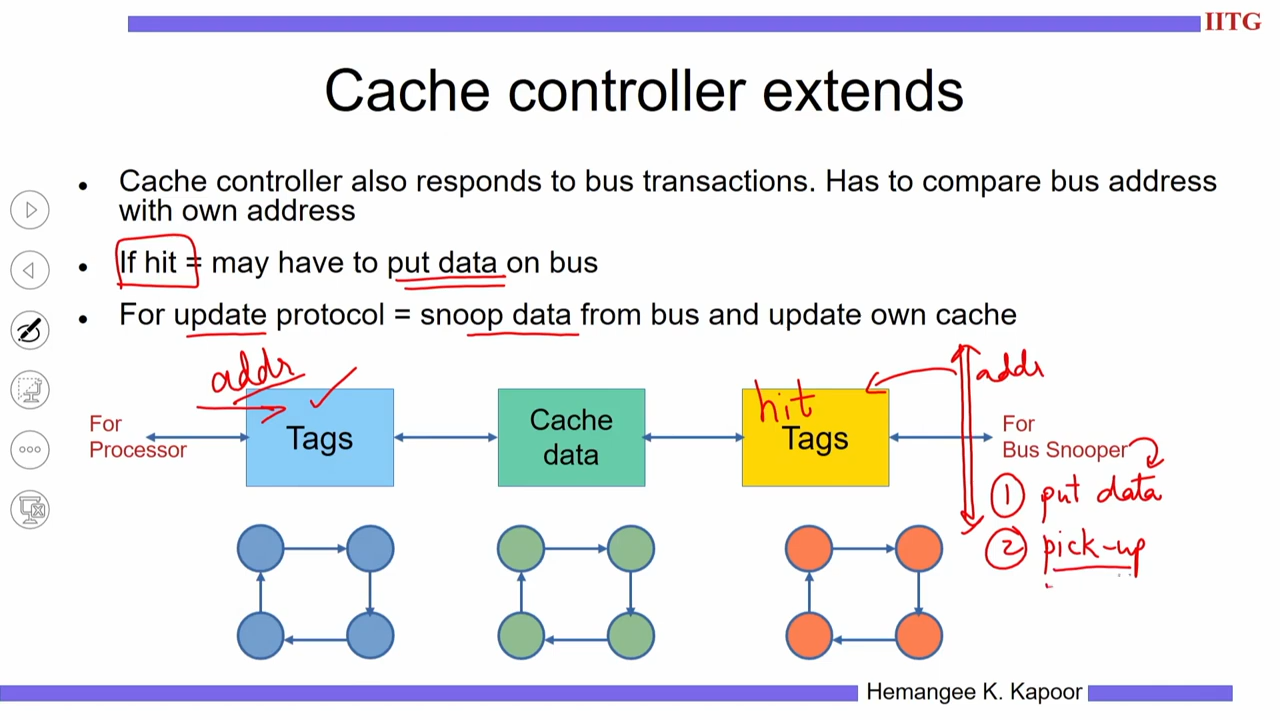 IITG
Cache controller extends
• Cache controller also responds to bus transactions. Has to compare bus address
with own address
• If hit = may have to put data on bus
• For update protocol = snoop data from bus and update own cache
addr
addr
hit
For
Processor
Tags
Cache
data
Tags
For
Bus Snooper
① put data
② pick-up
Hemangee K. Kapoor